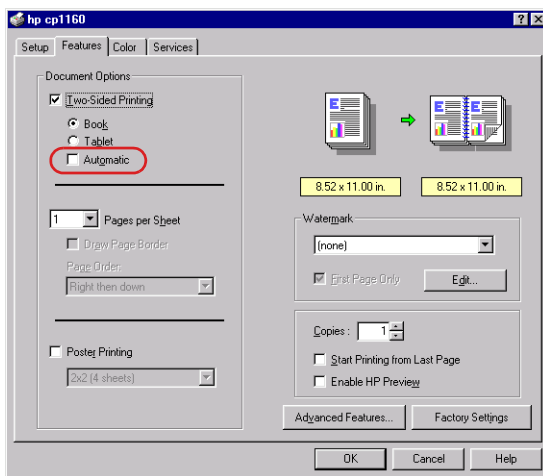 hp cp1160
Setup Features Color Services
Document Options
Two-Sided Printing
Book
Tablet
Automatic
1 Pages per Sheet
Draw Page Border
Page Order:
Right then down
Poster Printing
2x2 (4 sheets)
E E E
8.52 x 11.00 in. 8.52 x 11.00 in.
Watermark
(none)
First Page Only Edit...
Copies : 1
Start Printing from Last Page
Enable HP Preview
Advanced Features... Factory Settings
OK Cancel Help